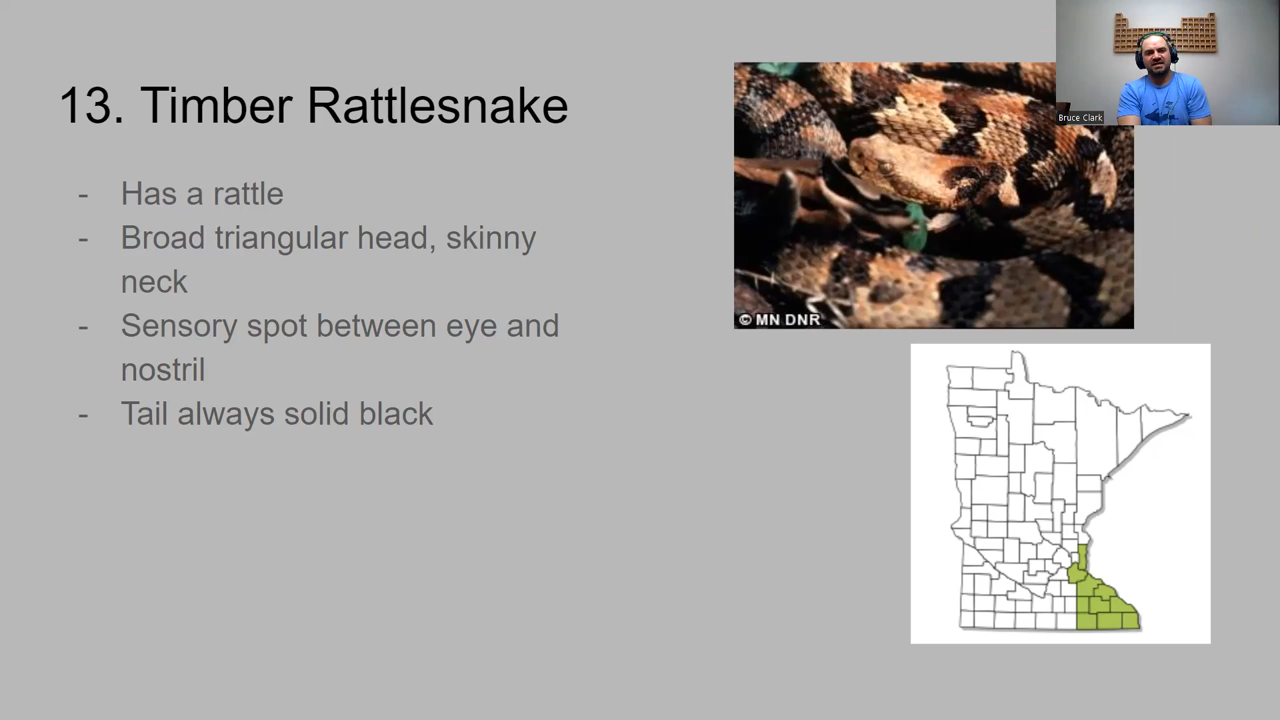 13. Timber Rattlesnake
Bruce Clark
- Has a rattle
- Broad triangular head, skinny
neck
- Sensory spot between eye and
nostril
- Tail always solid black
© MN DNR